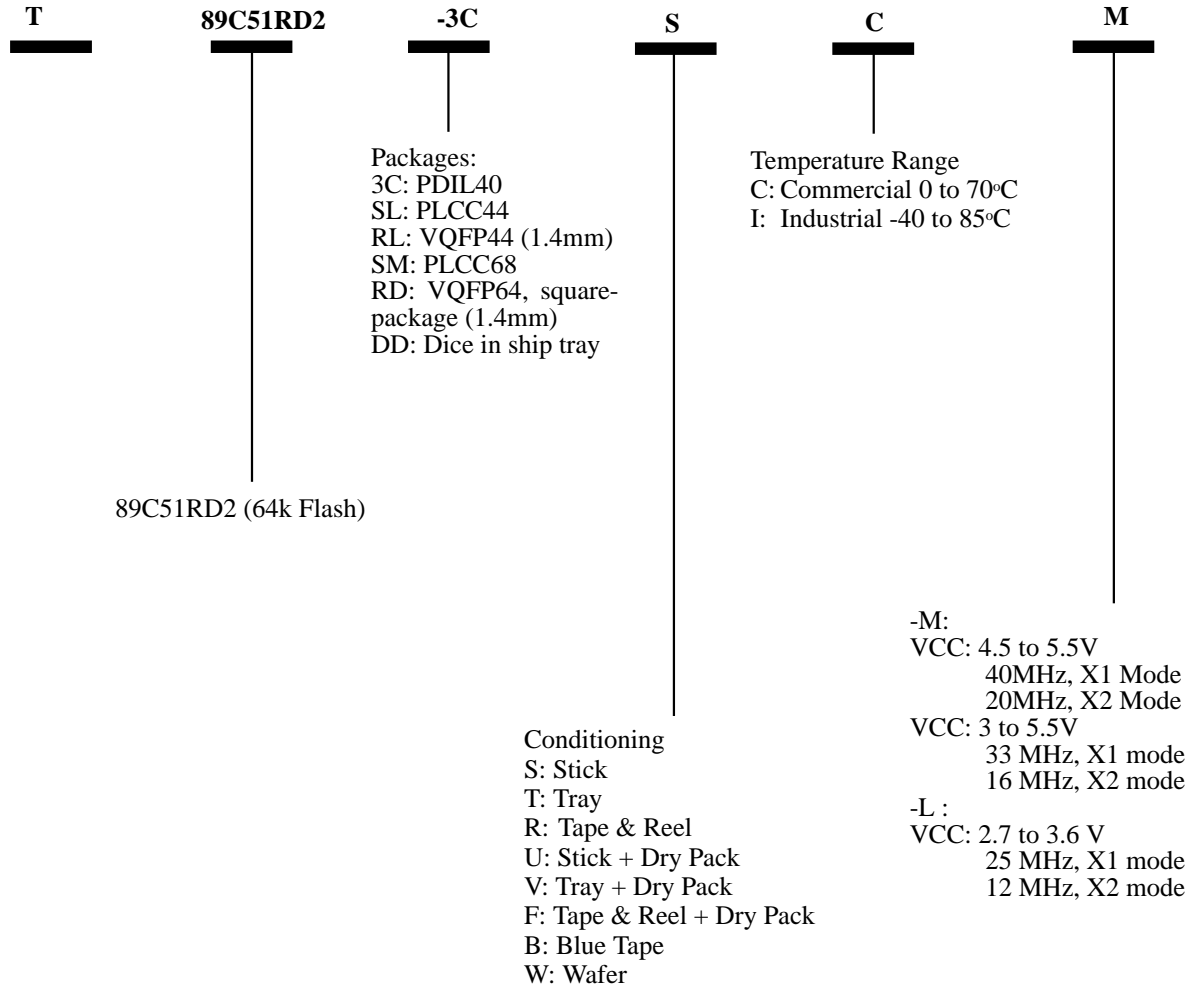 T 89C51RD2 -3C S C M
Packages:
3C: PDIL40
SL: PLCC44
RL: VQFP44 (1.4mm)
SM: PLCC68
RD: VQFP64, square-
package (1.4mm)
DD: Dice in ship tray
Temperature Range
C: Commercial 0 to 70°C
I: Industrial -40 to 85°C
89C51RD2 (64k Flash)
Conditioning
S: Stick
T: Tray
R: Tape & Reel
U: Stick + Dry Pack
V: Tray + Dry Pack
F: Tape & Reel + Dry Pack
B: Blue Tape
W: Wafer
-M:
VCC: 4.5 to 5.5V
40MHz, X1 Mode
20MHz, X2 Mode
VCC: 3 to 5.5V
33 MHz, X1 mode
16 MHz, X2 mode
-L :
VCC: 2.7 to 3.6 V
25 MHz, X1 mode
12 MHz, X2 mode